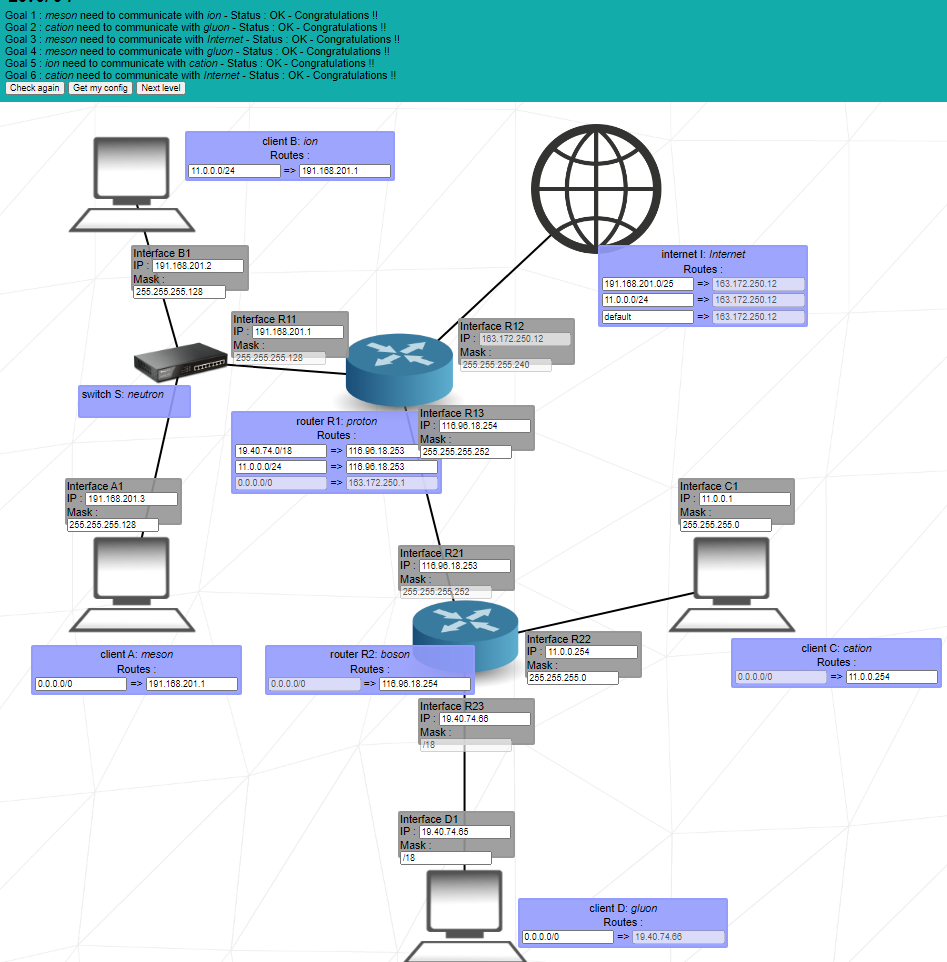 Goal 1 : meson need to communicate with ion - Status : OK - Congratulations !!
Goal 2 : cation need to communicate with gluon - Status : OK - Congratulations !!
Goal 3 : meson need to communicate with Internet - Status : OK - Congratulations !!
Goal 4 : meson need to communicate with gluon - Status : OK - Congratulations !!
Goal 5 : ion need to communicate with cation - Status : OK - Congratulations !!
Goal 6 : cation need to communicate with Internet - Status : OK - Congratulations !!
Check again Get my config Next level
client B: ion
Routes :
11.0.0.0/24 => 191.168.201.1
Interface B1
IP : 191.168.201.2
Mask :
255.255.255.128
internet I: Internet
Routes :
191.168.201.0/25 => 163.172.250.12
11.0.0.0/24 => 163.172.250.12
default => 163.172.250.12
Interface R11
IP : 191.168.201.1
Mask :
255.255.255.128
Interface R12
IP : 163.172.250.12
Mask :
255.255.255.240
switch S: neutron
router R1: proton
Routes :
19.40.74.0/18 => 116.96.18.253
11.0.0.0/24 => 116.96.18.253
0.0.0.0/0 => 163.172.250.1
Interface R13
IP : 116.96.18.254
Mask :
255.255.255.252
Interface A1
IP : 191.168.201.3
Mask :
255.255.255.128
Interface C1
IP : 11.0.0.1
Mask :
255.255.255.0
Interface R21
IP : 116.96.18.253
Mask :
255.255.255.252
client A: meson
Routes :
0.0.0.0/0 => 191.168.201.1
router R2: boson
Routes :
0.0.0.0/0 => 116.96.18.254
Interface R22
IP : 11.0.0.254
Mask :
255.255.255.0
client C: cation
Routes :
0.0.0.0/0 => 11.0.0.254
Interface R23
IP : 19.40.74.66
Mask :
/18
Interface D1
IP : 19.40.74.65
Mask :
/18
client D: gluon
Routes :
0.0.0.0/0 => 19.40.74.66